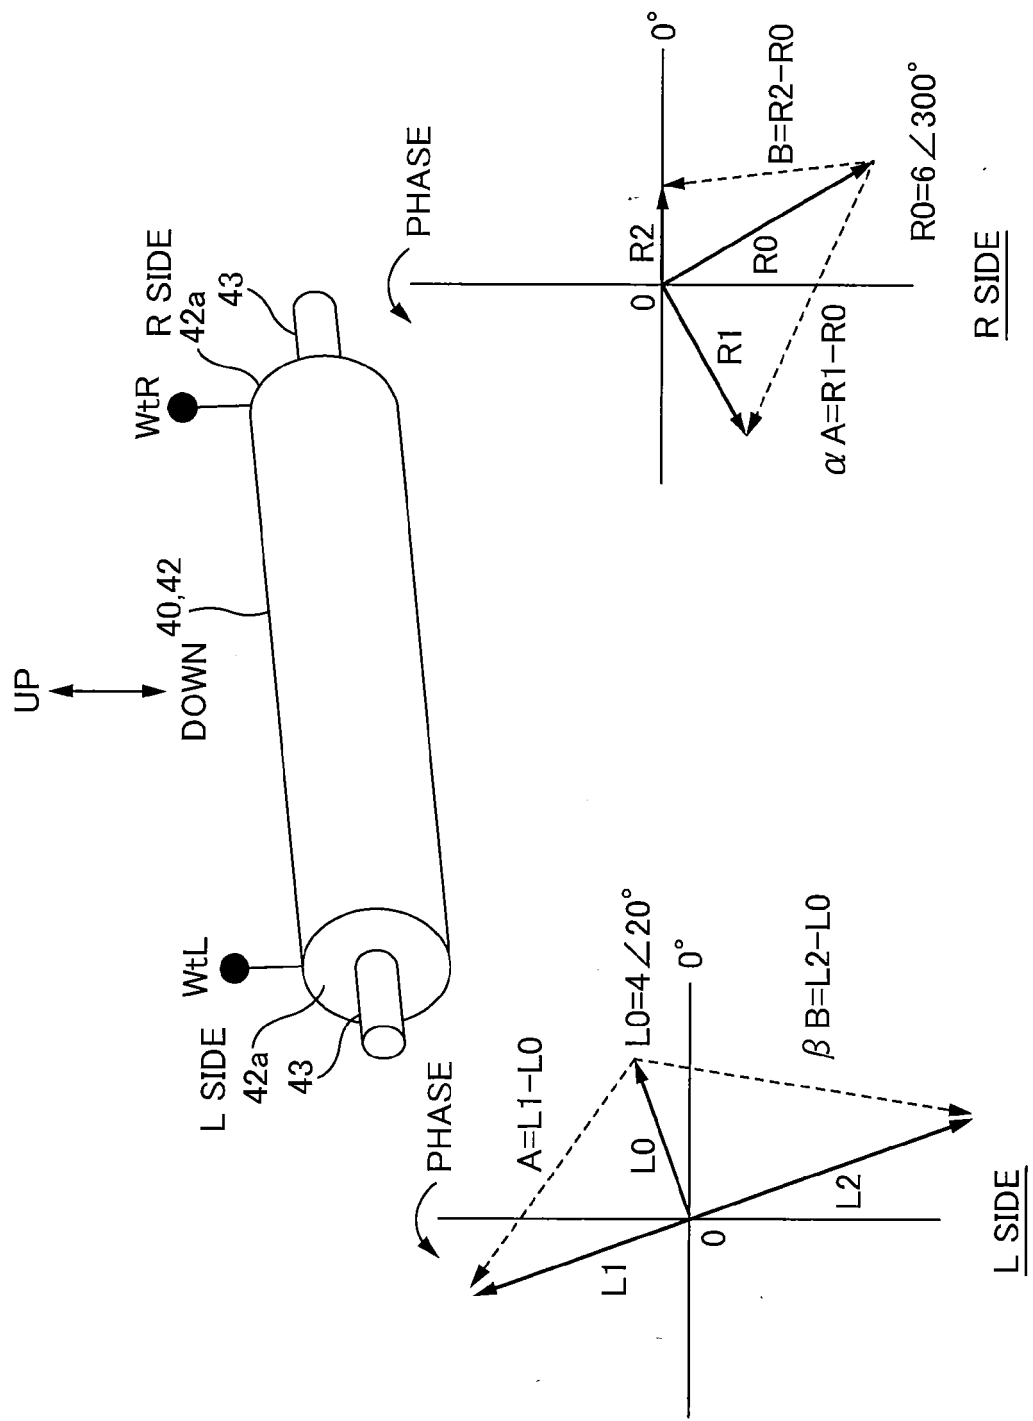 UP
DOWN
40,42
WtR
R SIDE
42a
43
WtL
L SIDE
42a
43
PHASE
A=L1-L0
L0=4∠20°
L0
L1
0
0°
L2
βB=L2-L0
L SIDE
PHASE
0°
R2
0
B=R2-R0
R0
R1
αA=R1-R0
R0=6∠300°
R SIDE